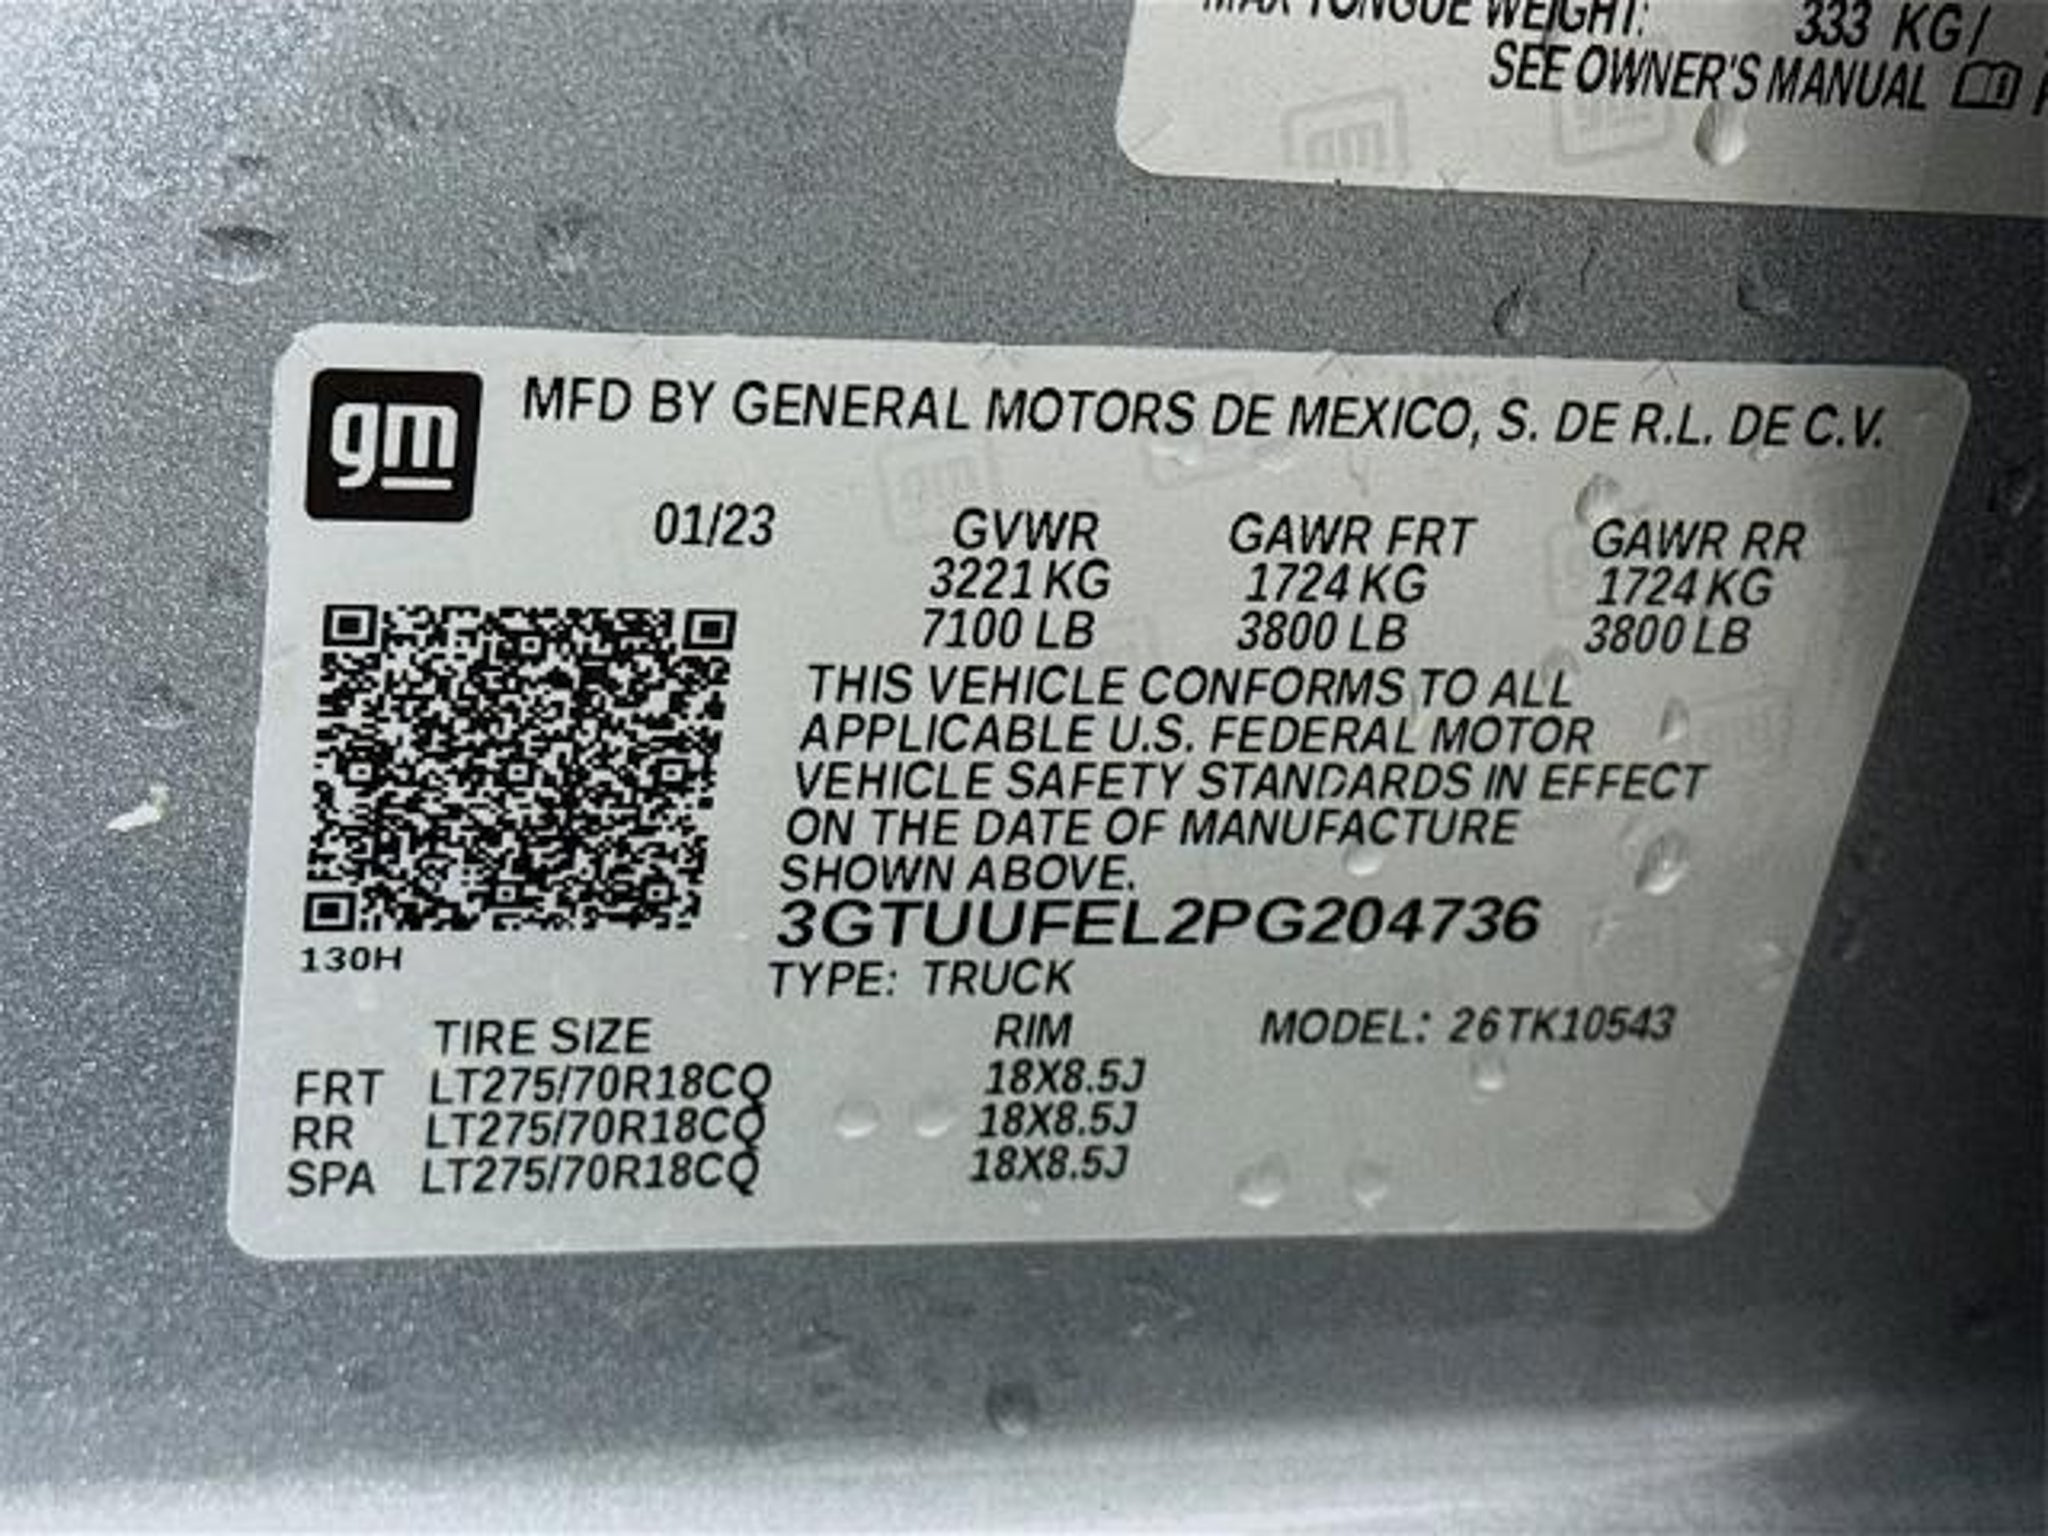 MAX TONGUE WEIGHT: 333 KG/
SEE OWNER'S MANUAL
gm
MFD BY GENERAL MOTORS DE MEXICO, S. DE R.L. DE C.V.
01/23 GVWR GAWR FRT GAWR RR
3221 KG 1724 KG 1724 KG
7100 LB 3800 LB 3800 LB
THIS VEHICLE CONFORMS TO ALL
APPLICABLE U.S. FEDERAL MOTOR
VEHICLE SAFETY STANDARDS IN EFFECT
ON THE DATE OF MANUFACTURE
SHOWN ABOVE.
3GTUUFEL2PG204736
130H
TYPE: TRUCK
TIRE SIZE RIM MODEL: 26TK10543
FRT LT275/70R18CQ 18X8.5J
RR LT275/70R18CQ 18X8.5J
SPA LT275/70R18CQ 18X8.5J